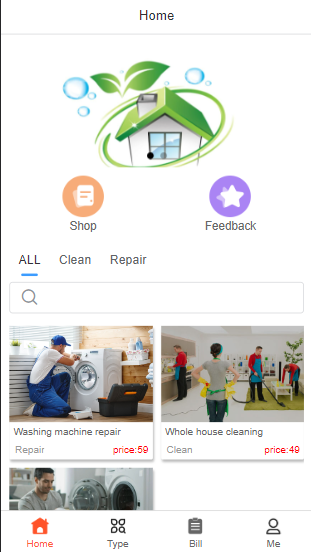 Home
Shop
Feedback
ALL
Clean
Repair
Washing machine repair
Repair
price:59
Whole house cleaning
Clean
price:49
Home
Type
Bill
Me